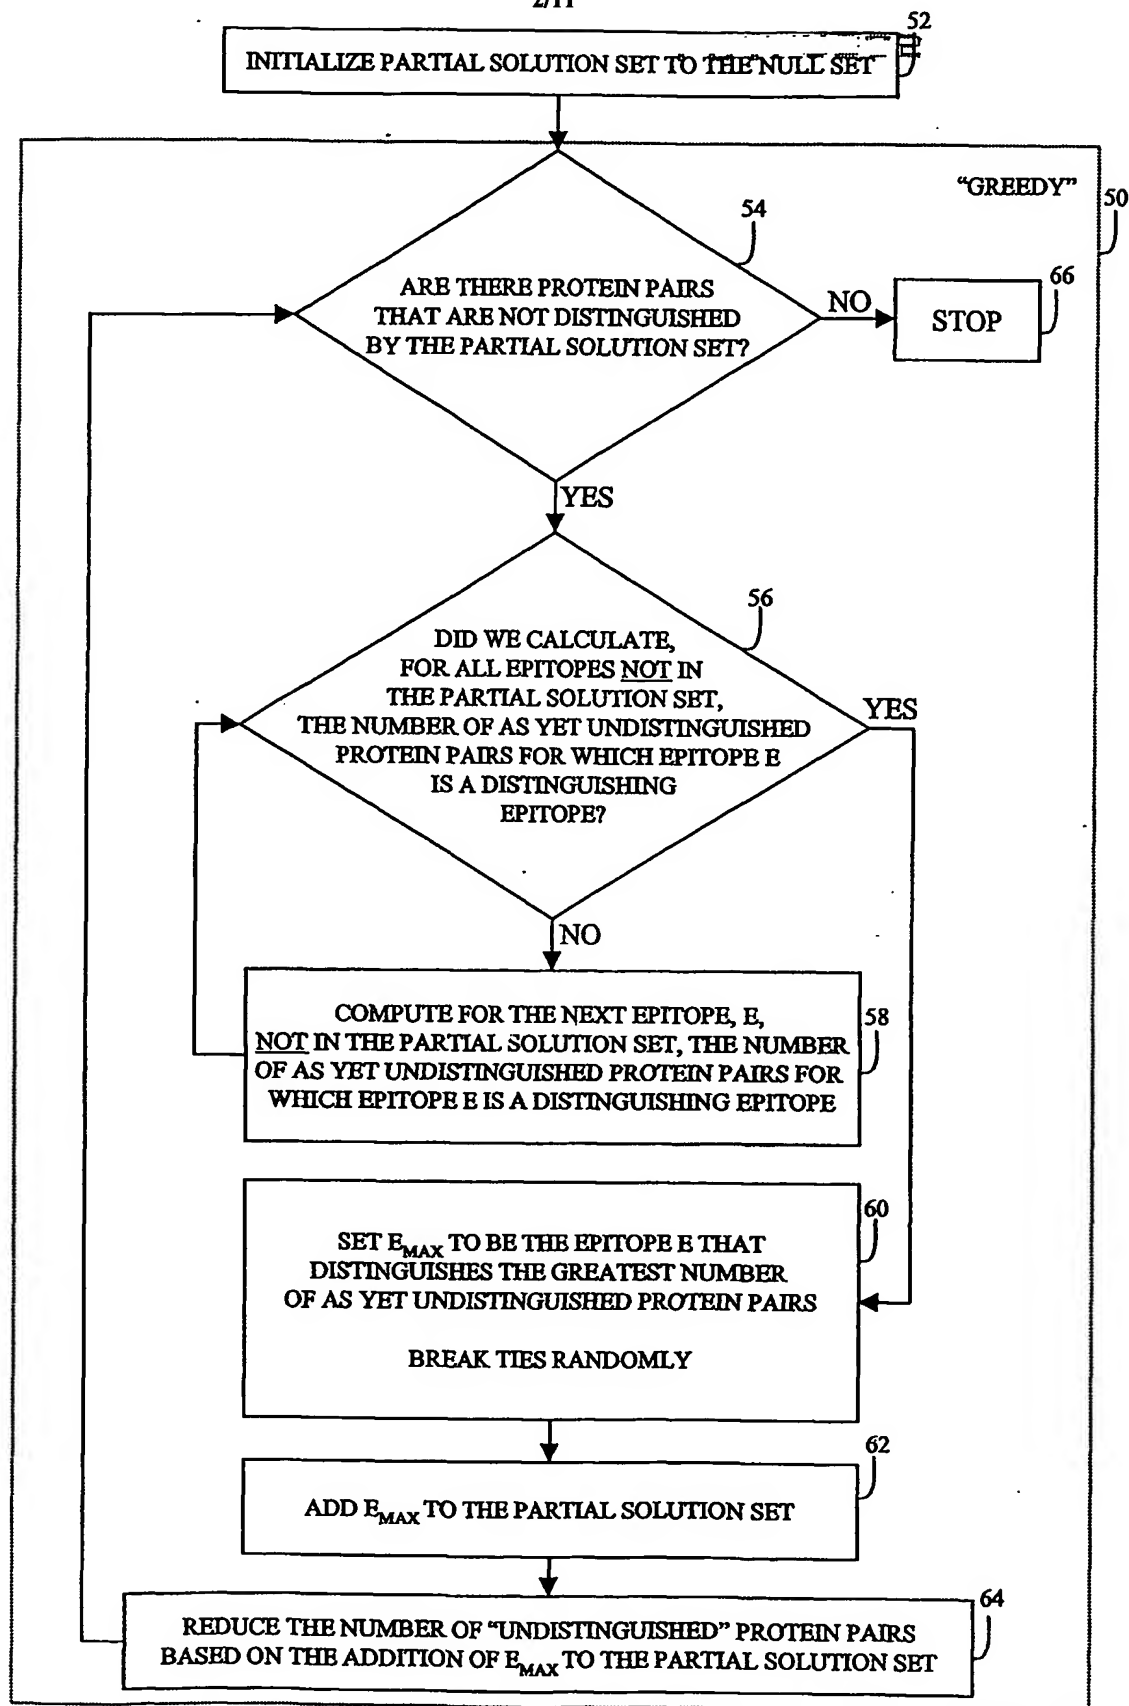 2/11
52
INITIALIZE PARTIAL SOLUTION SET TO THE NULL SET
"GREEDY"
50
54
ARE THERE PROTEIN PAIRS
THAT ARE NOT DISTINGUISHED
BY THE PARTIAL SOLUTION SET?
NO
66
STOP
YES
56
DID WE CALCULATE,
FOR ALL EPITOPES NOT IN
THE PARTIAL SOLUTION SET,
THE NUMBER OF AS YET UNDISTINGUISHED
PROTEIN PAIRS FOR WHICH EPITOPE E
IS A DISTINGUISHING
EPITOPE?
YES
NO
58
COMPUTE FOR THE NEXT EPITOPE, E,
NOT IN THE PARTIAL SOLUTION SET, THE NUMBER
OF AS YET UNDISTINGUISHED PROTEIN PAIRS FOR
WHICH EPITOPE E IS A DISTINGUISHING EPITOPE
60
SET EMAX TO BE THE EPITOPE E THAT
DISTINGUISHES THE GREATEST NUMBER
OF AS YET UNDISTINGUISHED PROTEIN PAIRS
BREAK TIES RANDOMLY
62
ADD EMAX TO THE PARTIAL SOLUTION SET
64
REDUCE THE NUMBER OF "UNDISTINGUISHED" PROTEIN PAIRS
BASED ON THE ADDITION OF EMAX TO THE PARTIAL SOLUTION SET